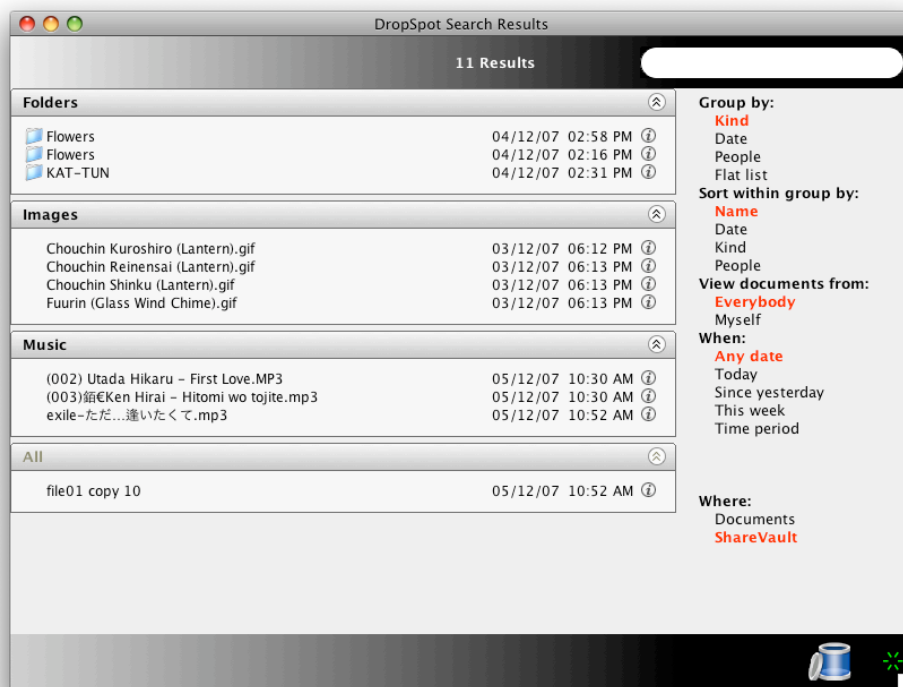 DropSpot Search Results
11 Results
Folders
Flowers 04/12/07 02:58 PM
Flowers 04/12/07 02:16 PM
KAT-TUN 04/12/07 02:31 PM
Images
Chouchin Kuroshiro (Lantern).gif 03/12/07 06:12 PM
Chouchin Reinensai (Lantern).gif 03/12/07 06:13 PM
Chouchin Shinku (Lantern).gif 03/12/07 06:13 PM
Fuurin (Glass Wind Chime).gif 03/12/07 06:13 PM
Music
(002) Utada Hikaru - First Love.MP3 05/12/07 10:30 AM
(003)銆€Ken Hirai - Hitomi wo tojite.mp3 05/12/07 10:30 AM
exile-ただ…逢いたくて.mp3 05/12/07 10:52 AM
All
file01 copy 10 05/12/07 10:52 AM
Group by:
Kind
Date
People
Flat list
Sort within group by:
Name
Date
Kind
People
View documents from:
Everybody
Myself
When:
Any date
Today
Since yesterday
This week
Time period
Where:
Documents
ShareVault